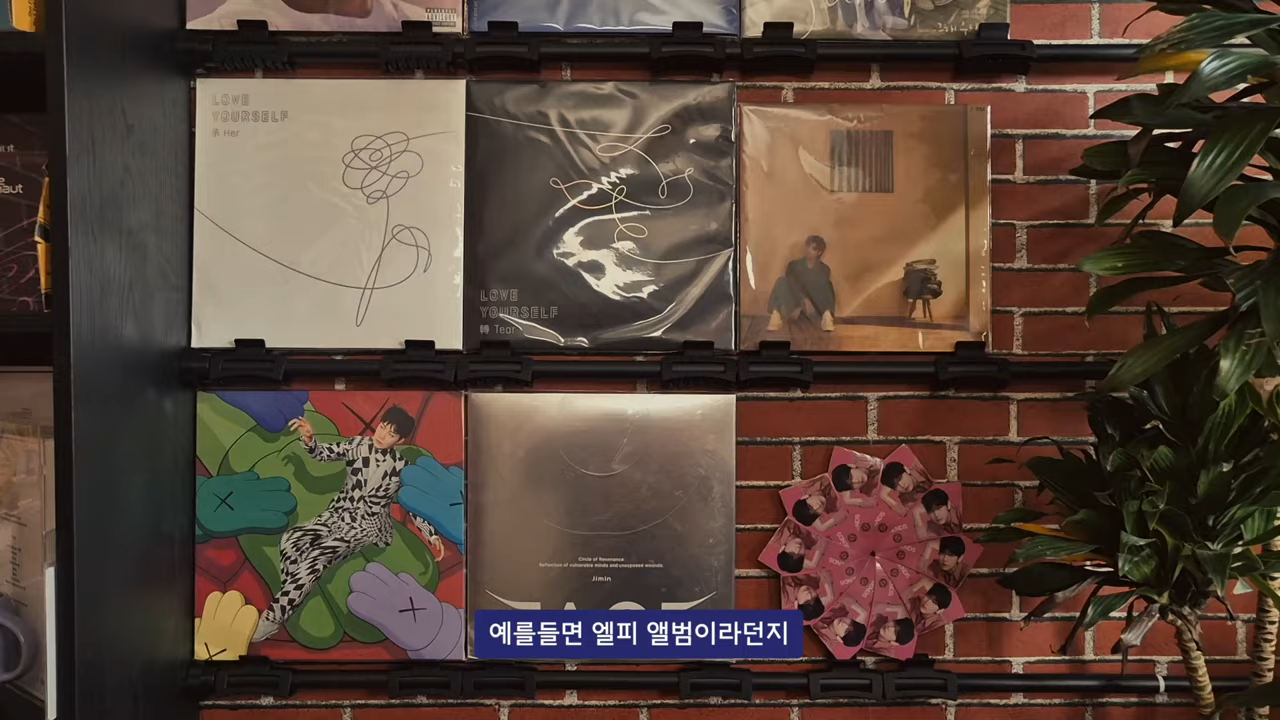 LOVE
YOURSELF
承 Her
LOVE
YOURSELF
轉 Tear
Circle of Resonance
Reflection of vulnerable minds and unexposed wounds.
Jimin
FACE
예를들면 엘피 앨범이라던지